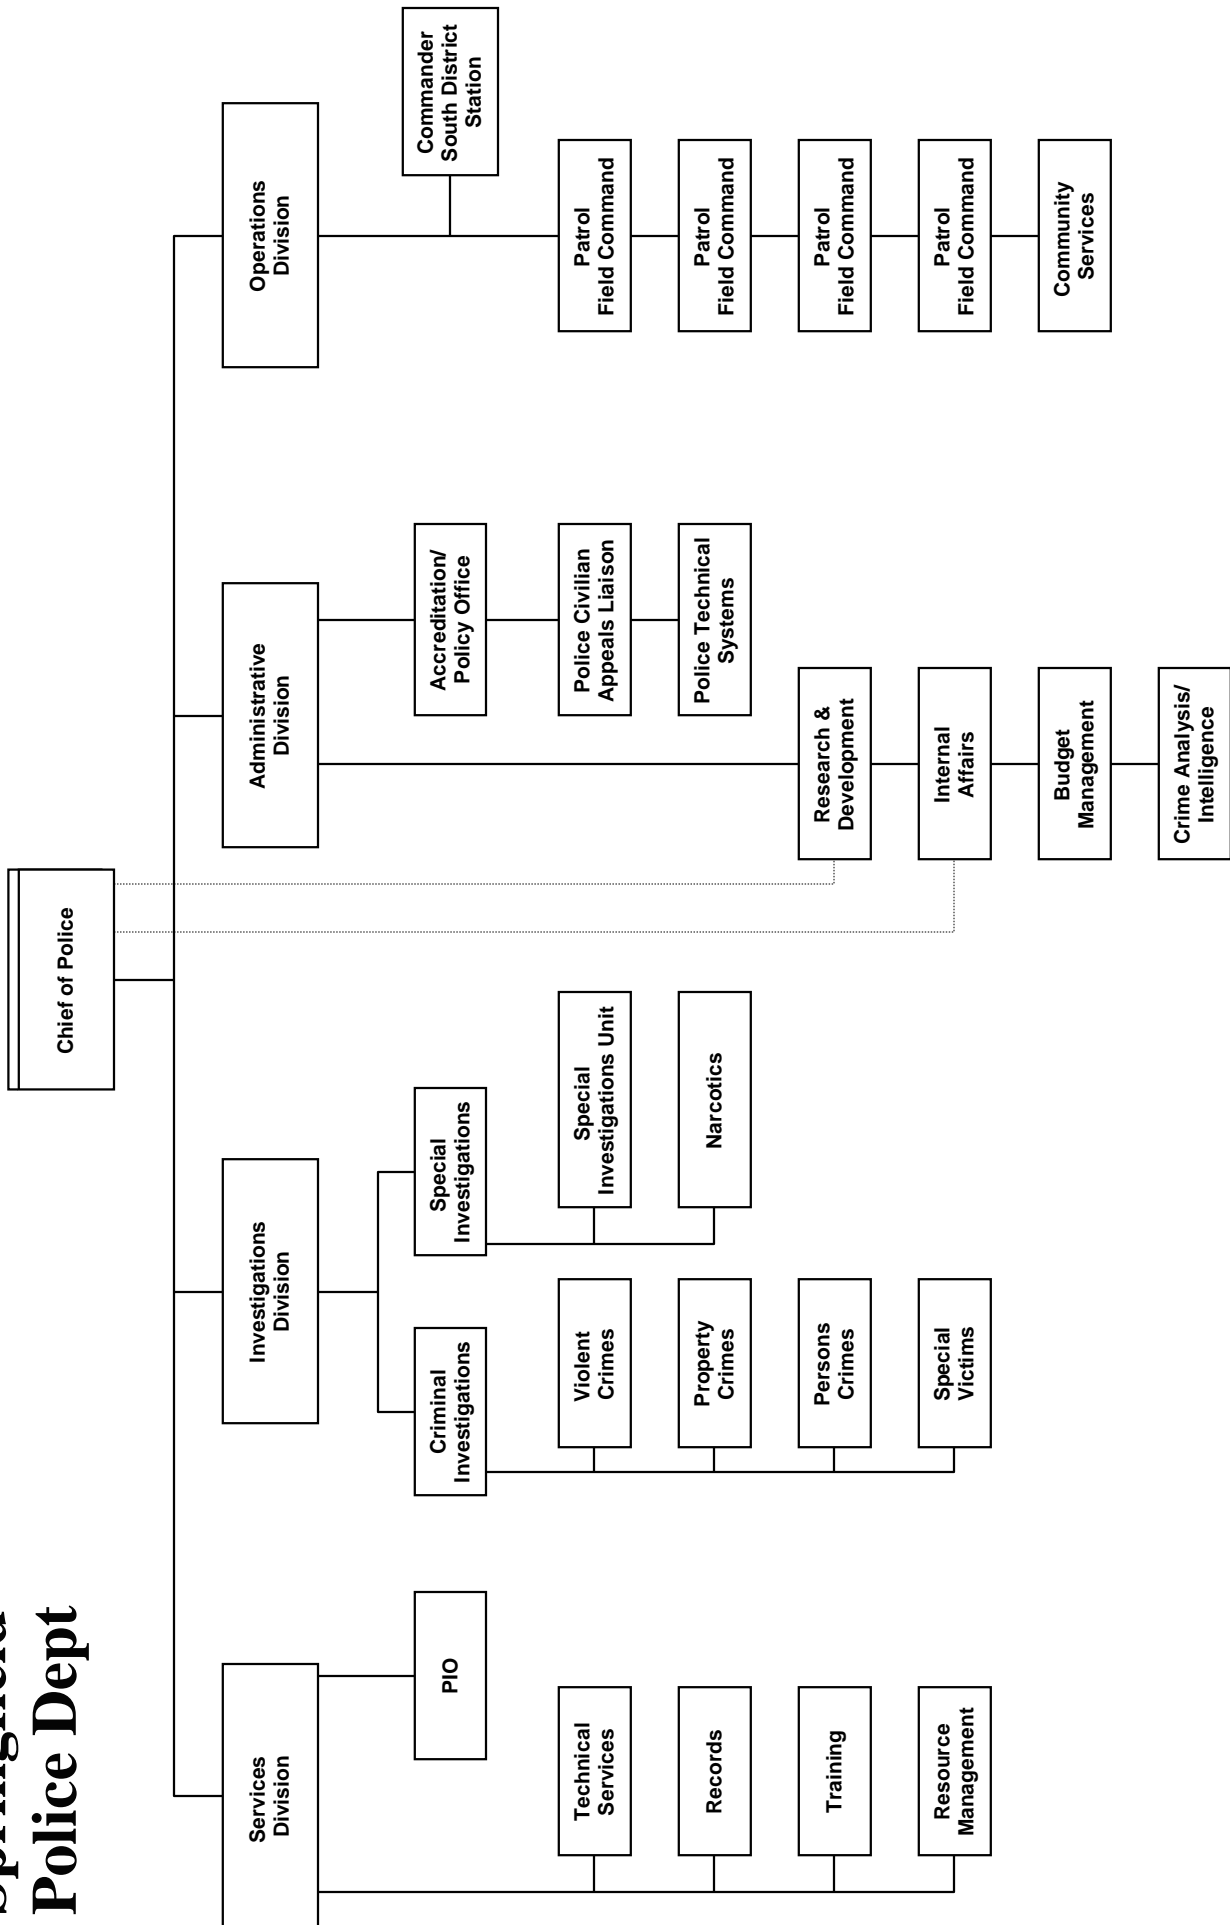 Springfield
Police Dept
Chief of Police
Services
Division
Investigations
Division
Administrative
Division
Operations
Division
PIO
Technical
Services
Records
Training
Resource
Management
Criminal
Investigations
Violent
Crimes
Property
Crimes
Persons
Crimes
Special
Victims
Special
Investigations
Special
Investigations Unit
Narcotics
Accreditation/
Policy Office
Police Civilian
Appeals Liaison
Police Technical
Systems
Research &
Development
Internal
Affairs
Budget
Management
Crime Analysis/
Intelligence
Commander
South District
Station
Patrol
Field Command
Patrol
Field Command
Patrol
Field Command
Patrol
Field Command
Community
Services